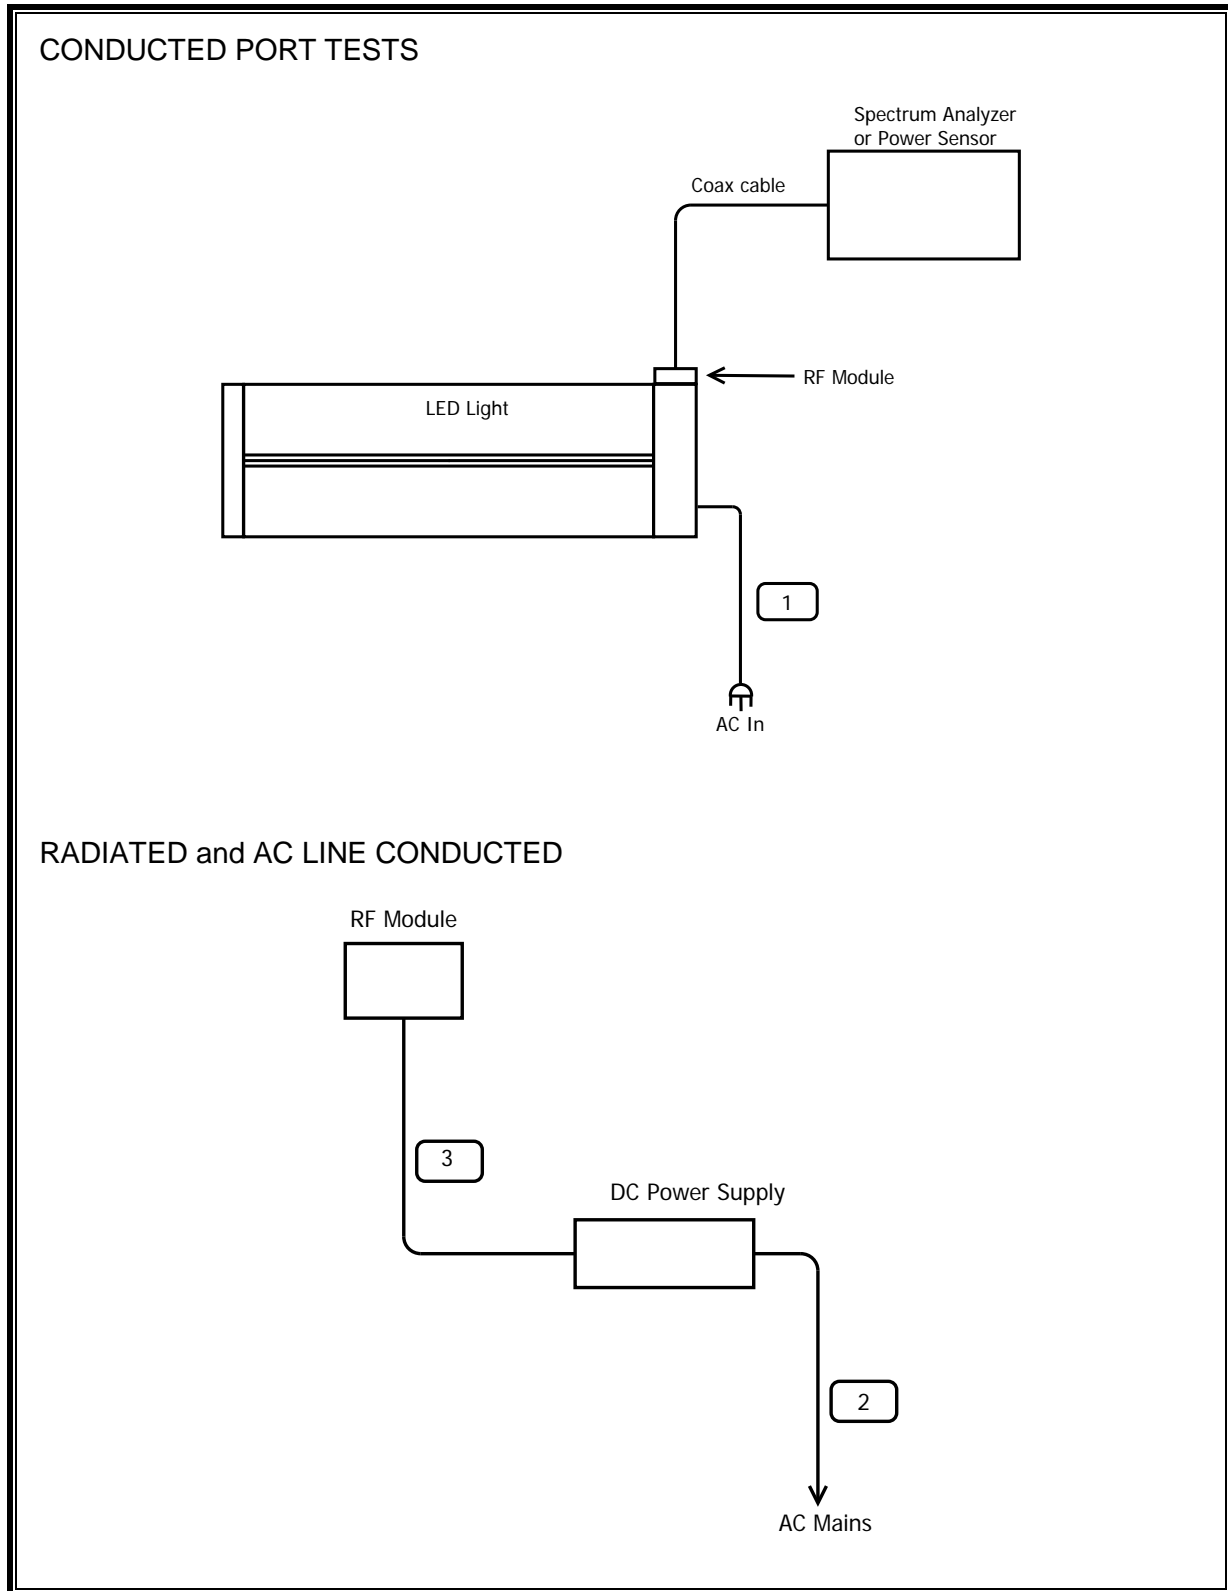 CONDUCTED PORT TESTS
Spectrum Analyzer
or Power Sensor
Coax cable
RF Module
LED Light
1
AC In
RADIATED and AC LINE CONDUCTED
RF Module
3
DC Power Supply
2
AC Mains